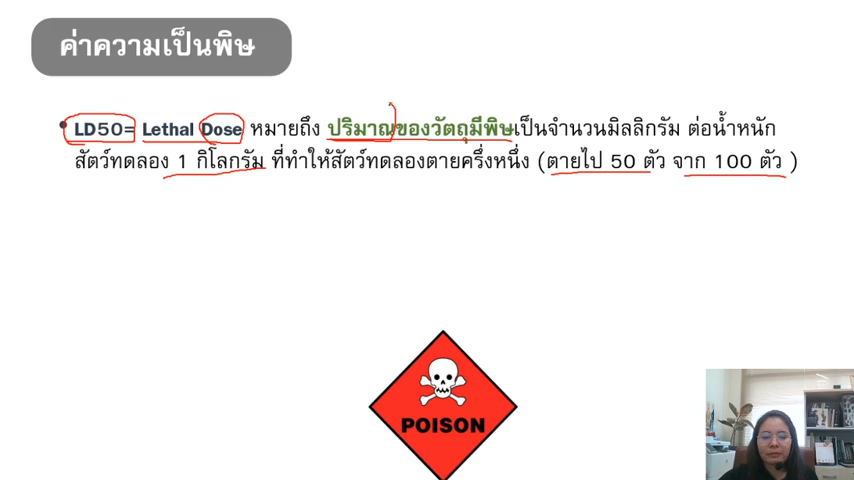 ค่าความเป็นพิษ
• LD50= Lethal Dose หมายถึง ปริมาณของวัตถุมีพิษเป็นจำนวนมิลลิกรัม ต่อน้ำหนัก
สัตว์ทดลอง 1 กิโลกรัม ที่ทำให้สัตว์ทดลองตายครึ่งหนึ่ง (ตายไป 50 ตัว จาก 100 ตัว )
POISON